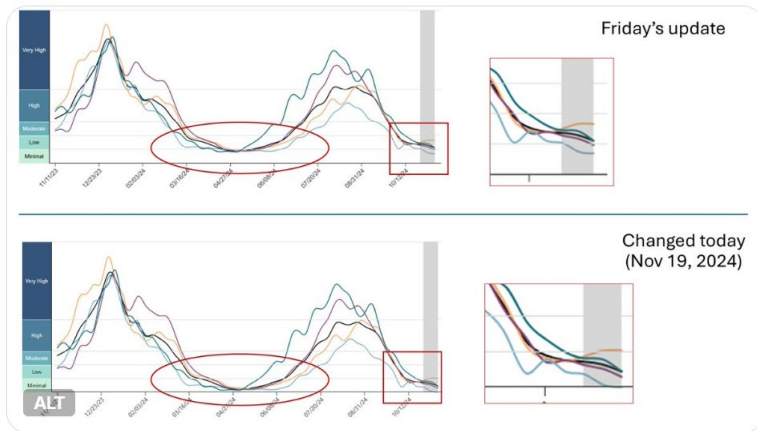 Friday's update
Very High
High
Moderate
Low
Minimal
11/11/23
12/23/23
02/03/24
03/16/24
04/27/24
06/08/24
07/20/24
08/31/24
10/12/24
Changed today
(Nov 19, 2024)
Very High
High
Moderate
Low
Minimal
12/23/23
02/03/24
03/16/24
04/27/24
06/08/24
07/20/24
08/31/24
10/12/24
ALT